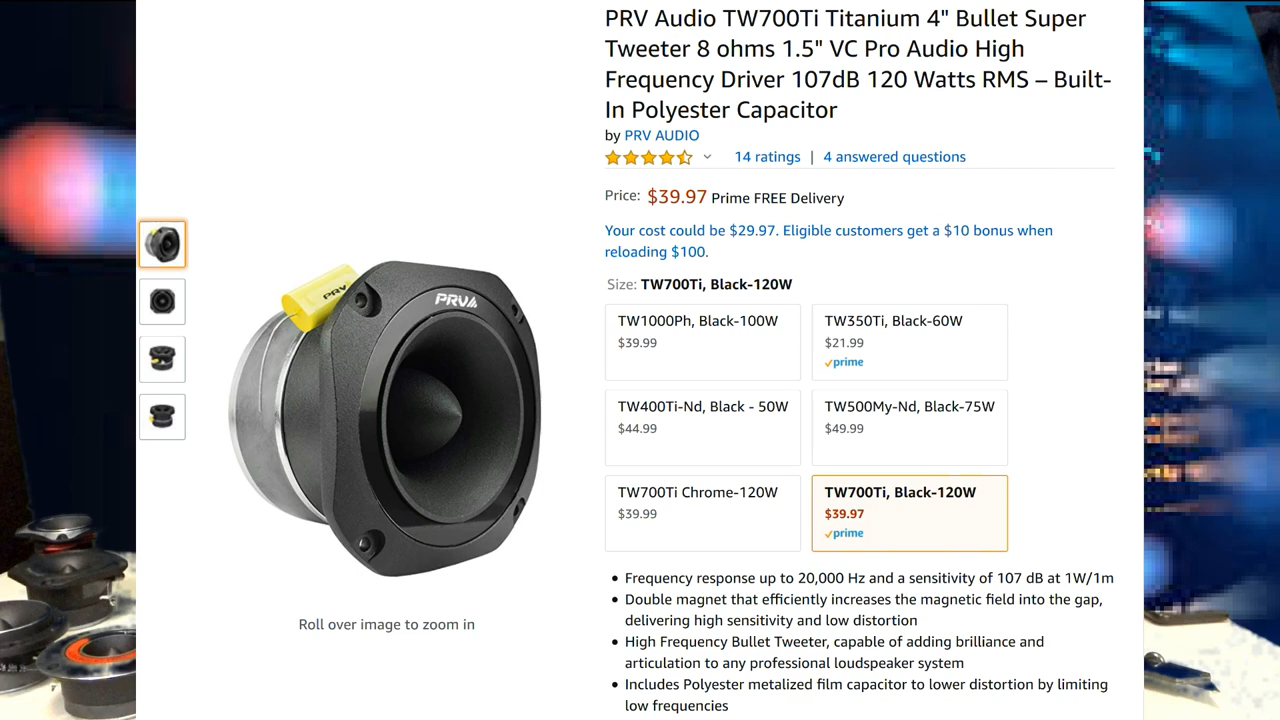 PRV Audio TW700Ti Titanium 4" Bullet Super
Tweeter 8 ohms 1.5" VC Pro Audio High
Frequency Driver 107dB 120 Watts RMS – Built-
In Polyester Capacitor
by PRV AUDIO
14 ratings | 4 answered questions
Price: $39.97 Prime FREE Delivery
Your cost could be $29.97. Eligible customers get a $10 bonus when
reloading $100.
Size: TW700Ti, Black-120W
TW1000Ph, Black-100W
$39.99
TW350Ti, Black-60W
$21.99
prime
TW400Ti-Nd, Black - 50W
$44.99
TW500My-Nd, Black-75W
$49.99
TW700Ti Chrome-120W
$39.99
TW700Ti, Black-120W
$39.97
prime
• Frequency response up to 20,000 Hz and a sensitivity of 107 dB at 1W/1m
• Double magnet that efficiently increases the magnetic field into the gap,
delivering high sensitivity and low distortion
• High Frequency Bullet Tweeter, capable of adding brilliance and
articulation to any professional loudspeaker system
• Includes Polyester metalized film capacitor to lower distortion by limiting
low frequencies
PRV
PRV
Roll over image to zoom in